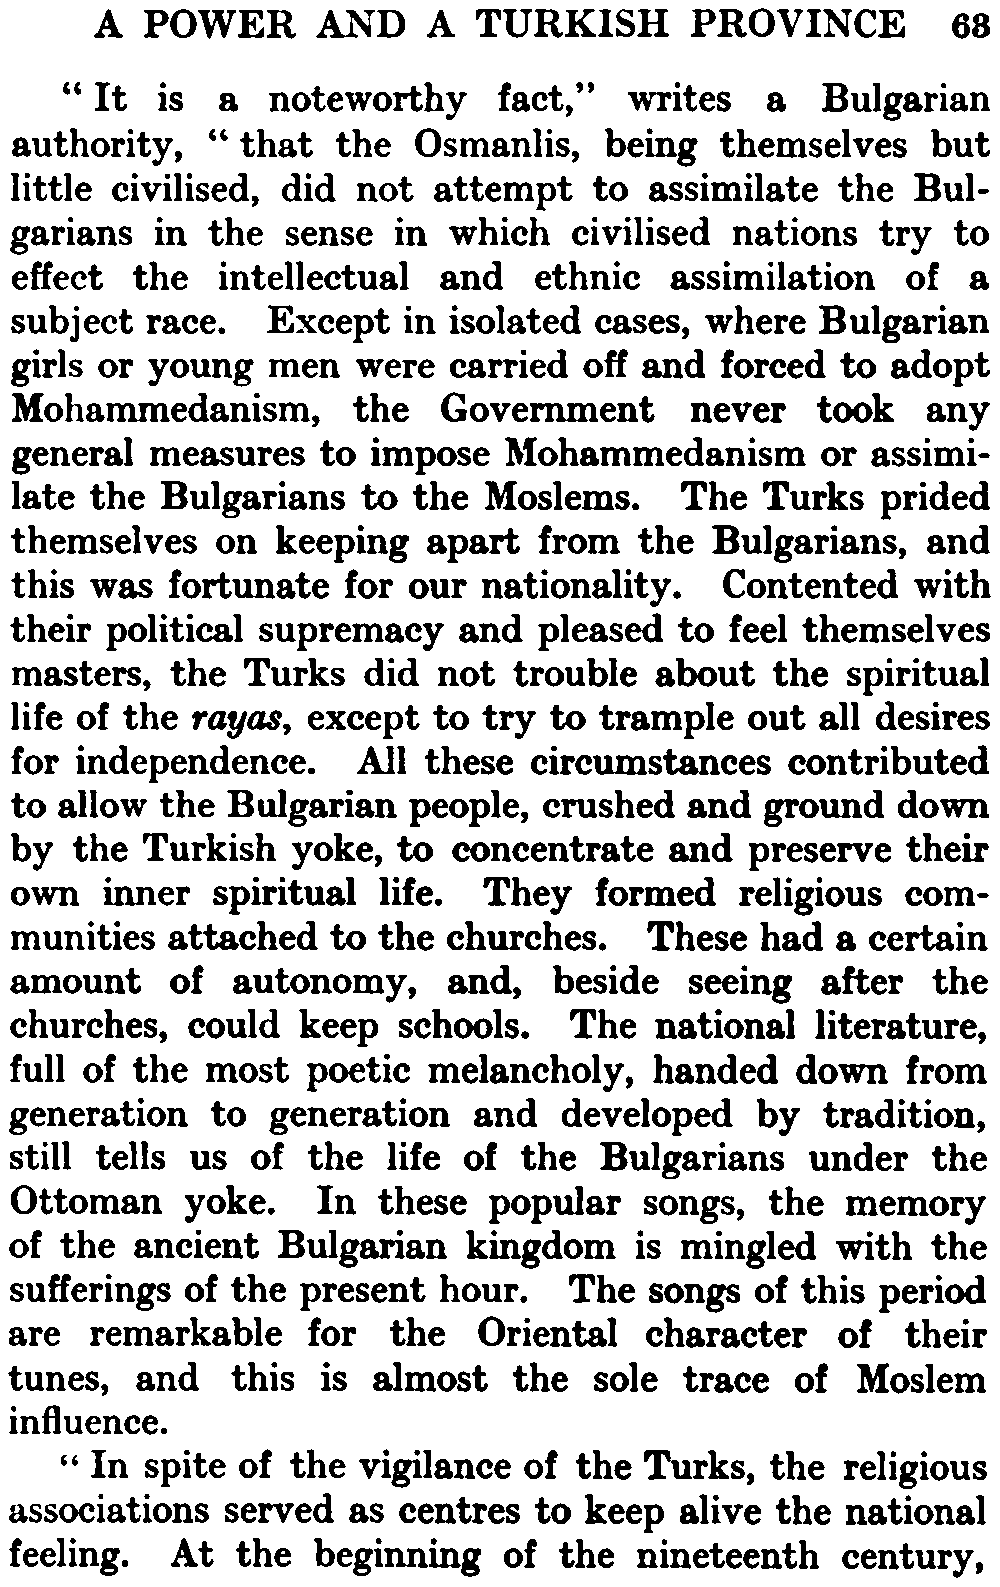 A POWER AND A TURKISH PROVINCE 63
“ It is a noteworthy fact,” writes a Bulgarian
authority, “ that the Osmanlis, being themselves but
little civilised, did not attempt to assimilate the Bul-
garians in the sense in which civilised nations try to
effect the intellectual and ethnic assimilation of a
subject race. Except in isolated cases, where Bulgarian
girls or young men were carried off and forced to adopt
Mohammedanism, the Government never took any
general measures to impose Mohammedanism or assimi-
late the Bulgarians to the Moslems. The Turks prided
themselves on keeping apart from the Bulgarians, and
this was fortunate for our nationality. Contented with
their political supremacy and pleased to feel themselves
masters, the Turks did not trouble about the spiritual
life of the rayas, except to try to trample out all desires
for independence. All these circumstances contributed
to allow the Bulgarian people, crushed and ground down
by the Turkish yoke, to concentrate and preserve their
own inner spiritual life. They formed religious com-
munities attached to the churches. These had a certain
amount of autonomy, and, beside seeing after the
churches, could keep schools. The national literature,
full of the most poetic melancholy, handed down from
generation to generation and developed by tradition,
still tells us of the life of the Bulgarians under the
Ottoman yoke. In these popular songs, the memory
of the ancient Bulgarian kingdom is mingled with the
sufferings of the present hour. The songs of this period
are remarkable for the Oriental character of their
tunes, and this is almost the sole trace of Moslem
influence.
“ In spite of the vigilance of the Turks, the religious
associations served as centres to keep alive the national
feeling. At the beginning of the nineteenth century,